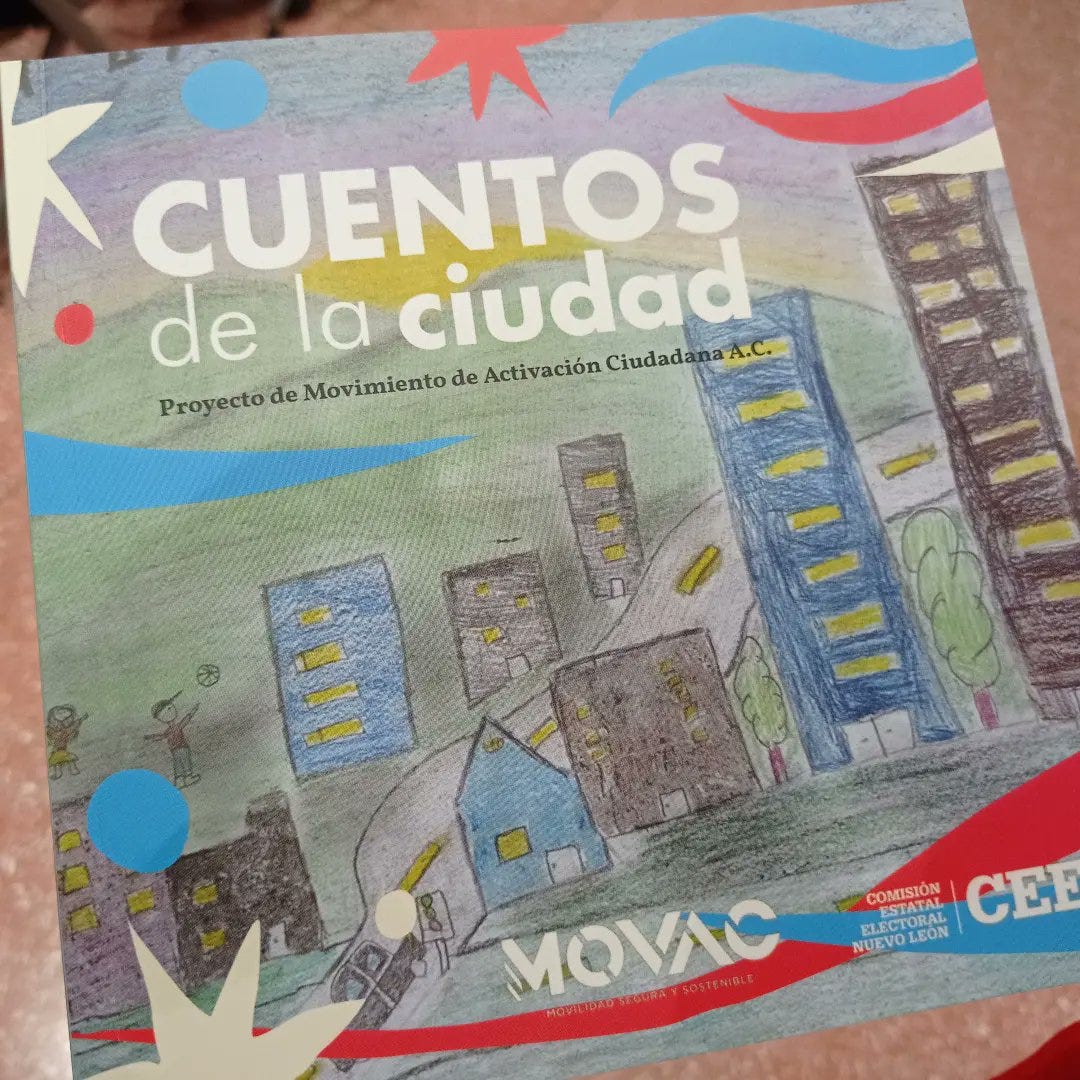 CUENTOS
de la ciudad
Proyecto de Movimiento de Activación Ciudadana A.C.
MOVAC
MOVILIDAD SEGURA Y SOSTENIBLE
COMISIÓN
ESTATAL
ELECTORAL
NUEVO LEÓN
CEE